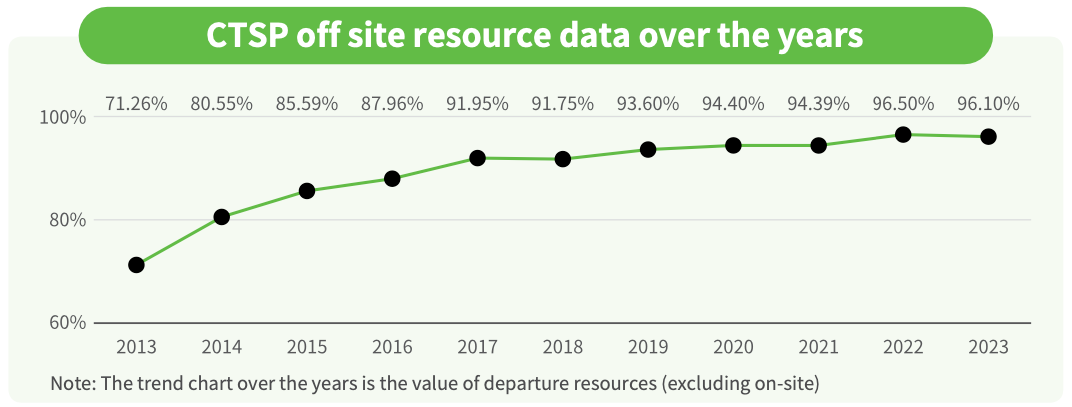 CTSP off site resource data over the years
71.26% 80.55% 85.59% 87.96% 91.95% 91.75% 93.60% 94.40% 94.39% 96.50% 96.10%
100%
80%
60%
2013 2014 2015 2016 2017 2018 2019 2020 2021 2022 2023
Note: The trend chart over the years is the value of departure resources (excluding on-site)